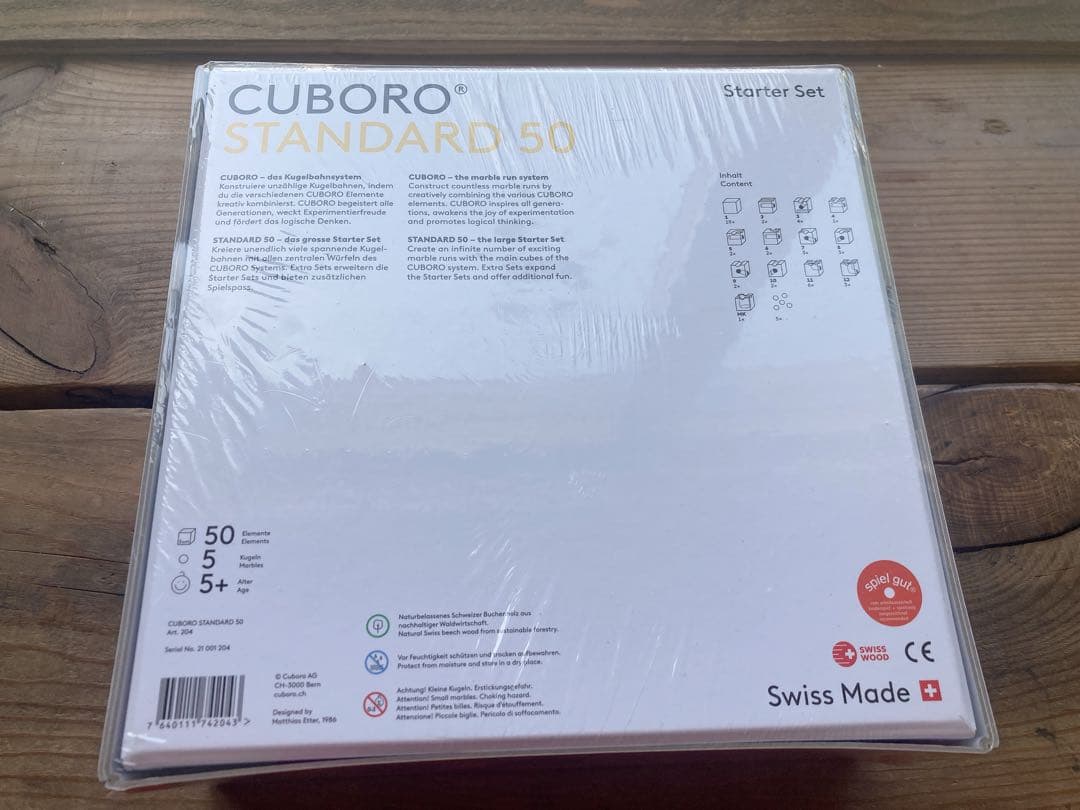 CUBORO®
STANDARD 50
Starter Set
CUBORO – das Kugelbahnsystem
Konstruiere unzählige Kugelbahnen, indem
du die verschiedenen CUBORO Elemente
kreativ kombinierst. CUBORO begeistert alle
Generationen, weckt Experimentierfreude
und fördert das logische Denken.
STANDARD 50 – das grosse Starter Set
Kreiere unendlich viele spannende Kugel-
bahnen mit allen zentralen Würfeln des
CUBORO Systems. Extra Sets erweitern die
Starter Sets und bieten zusätzlichen
Spielspass.
CUBORO – the marble run system
Construct countless marble runs by
creatively combining the various CUBORO
elements. CUBORO inspires all genera-
tions, awakens the joy of experimentation
and promotes logical thinking.
STANDARD 50 – the large Starter Set
Create an infinite number of exciting
marble runs with the main cubes of the
CUBORO system. Extra Sets expand
the Starter Sets and offer additional fun.
Inhalt
Content
9 10 11 12
HK
1x 5x
50 Elemente
Elements
5 Kugeln
Marbles
5+ Alter
Age
CUBORO STANDARD 50
Art. 204
Serial No. 21 001 204
7 640111 742043 >
© Cuboro AG
CH-3000 Bern
cuboro.ch
Designed by
Matthias Etter, 1986
Naturbelassenes Schweizer Buchenholz aus
nachhaltiger Waldwirtschaft.
Natural Swiss beech wood from sustainable forestry.
Vor Feuchtigkeit schützen und trocken aufbewahren.
Protect from moisture and store in a dry place.
Achtung! Kleine Kugeln. Erstickungsgefahr.
Attention! Small marbles. Choking hazard.
Attention! Petites billes. Risque d'étouffement.
Attenzione! Piccole biglie. Pericolo di soffocamento.
spiel gut®
SWISS
WOOD
CE
Swiss Made